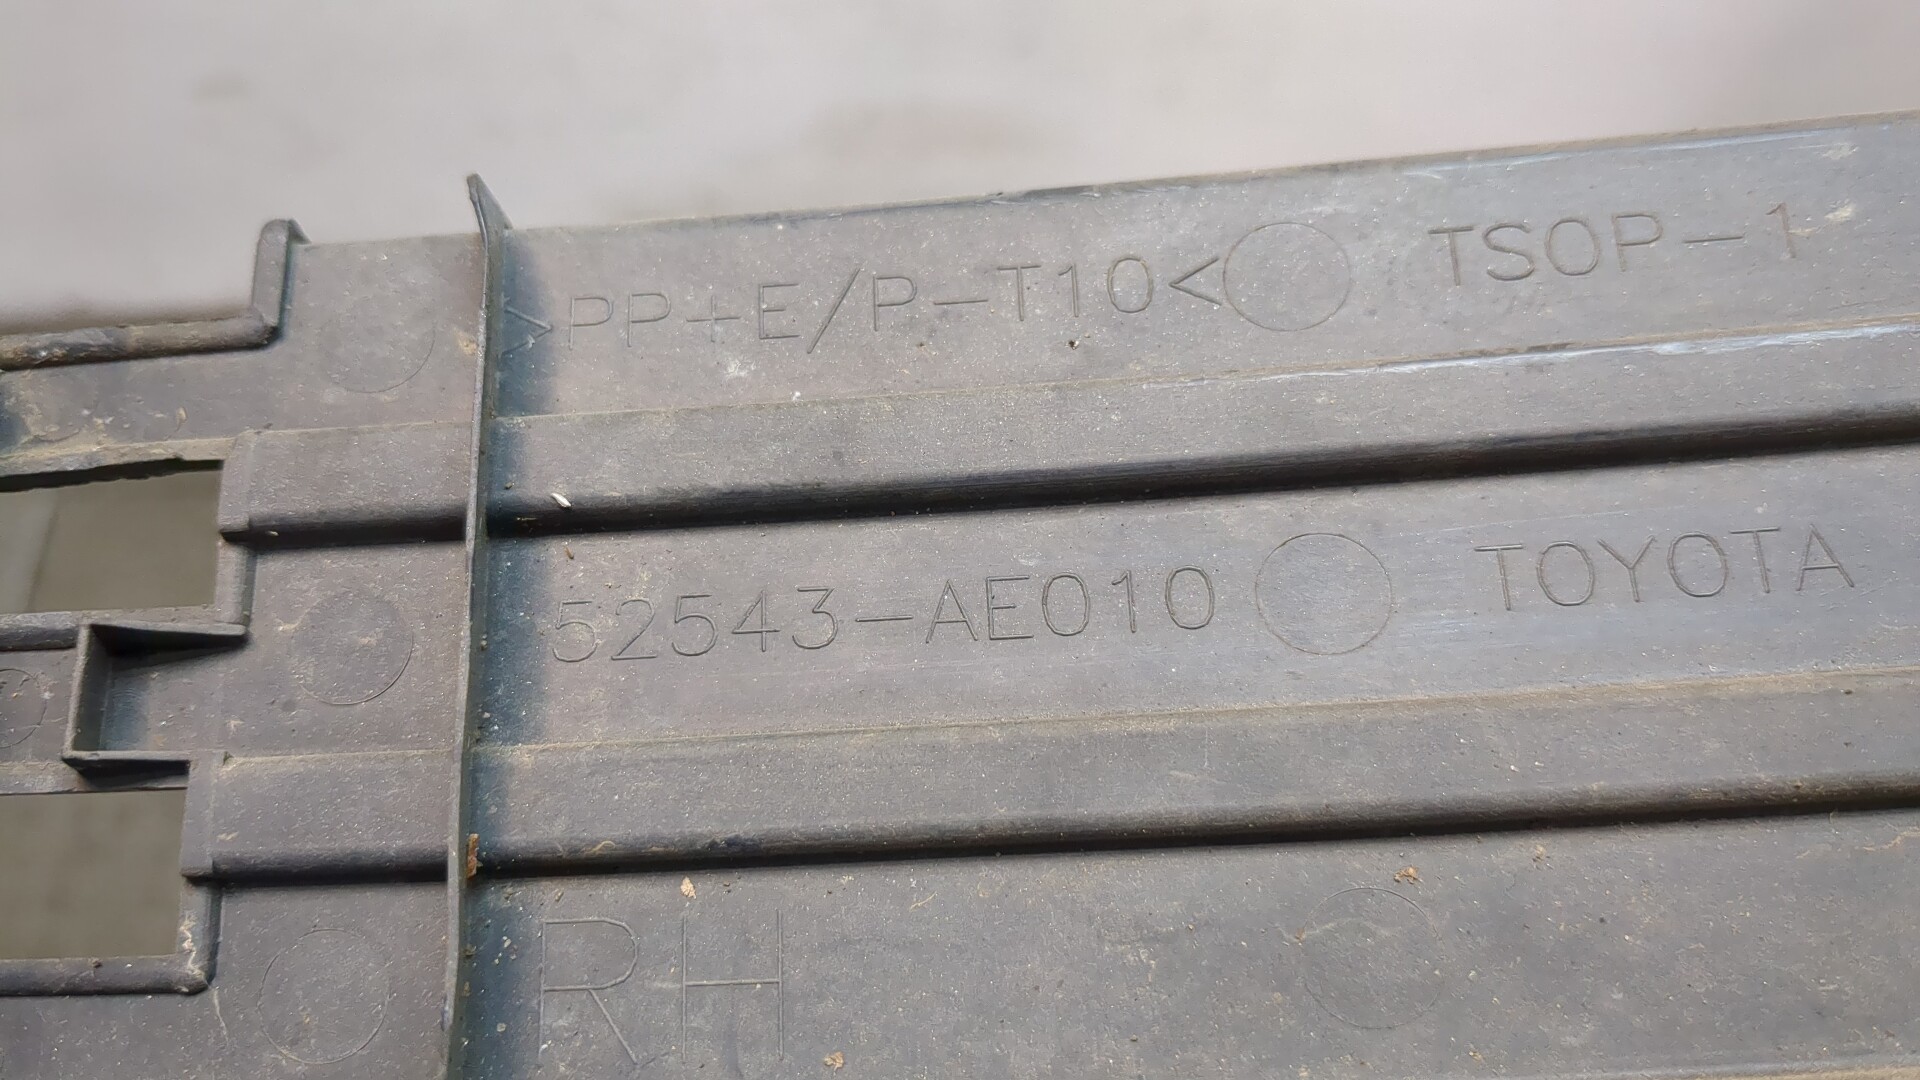 >PP+E/P-T10< TSOP-1
52543-AE010 TOYOTA
RH